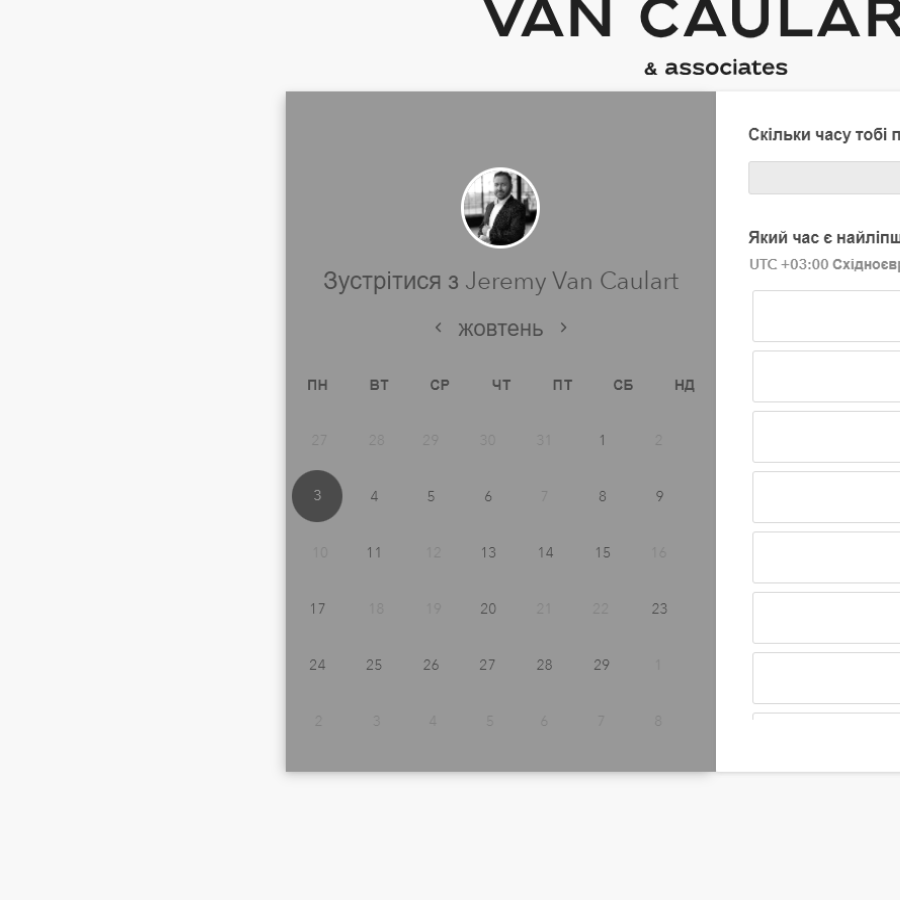 VAN CAULAR
& associates
Зустрітися з Jeremy Van Caulart
жовтень
ПН ВТ СР ЧТ ПТ СБ НД
27 28 29 30 31 1 2
3 4 5 6 7 8 9
10 11 12 13 14 15 16
17 18 19 20 21 22 23
24 25 26 27 28 29 1
2 3 4 5 6 7 8
Скільки часу тобі п
Який час є найліпш
UTC +03:00 Східноєвр